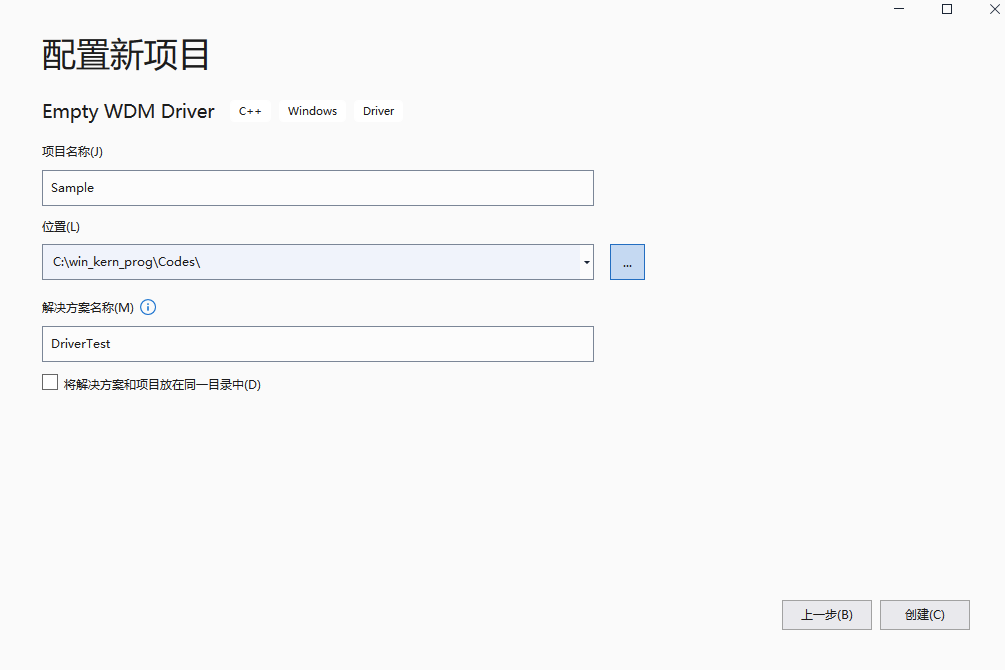 配置新项目
Empty WDM Driver C++ Windows Driver
项目名称(J)
Sample
位置(L)
C:\win_kern_prog\Codes\
...
解决方案名称(M)
DriverTest
将解决方案和项目放在同一目录中(D)
上一步(B) 创建(C)